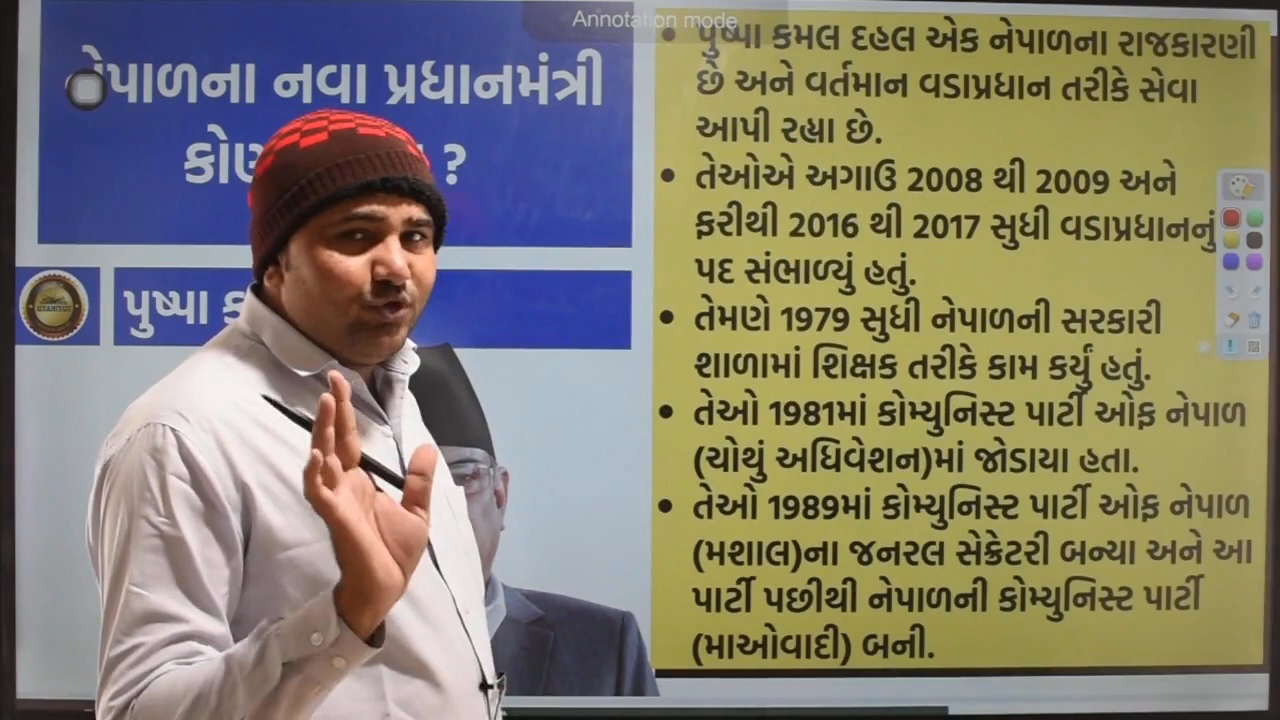 Annotation mode
નેપાળના નવા પ્રધાનમંત્રી
?
પુષ્પા
GYANIVOX
• પુષ્પા કમલ દહલ એક નેપાળના રાજકારણી
છે અને વર્તમાન વડાપ્રધાન તરીકે સેવા
આપી રહ્યા છે.
• તેઓએ અગાઉ 2008 થી 2009 અને
ફરીથી 2016 થી 2017 સુધી વડાપ્રધાનનું
પદ સંભાળ્યું હતું.
• તેમણે 1979 સુધી નેપાળની સરકારી
શાળામાં શિક્ષક તરીકે કામ કર્યું હતું.
• તેઓ 1981માં કોમ્યુનિસ્ટ પાર્ટી ઓફ નેપાળ
(ચોથું અધિવેશન)માં જોડાયા હતા.
• તેઓ 1989માં કોમ્યુનિસ્ટ પાર્ટી ઓફ નેપાળ
(મશાલ)ના જનરલ સેક્રેટરી બન્યા અને આ
પાર્ટી પછીથી નેપાળની કોમ્યુનિસ્ટ પાર્ટી
(માઓવાદી) બની.